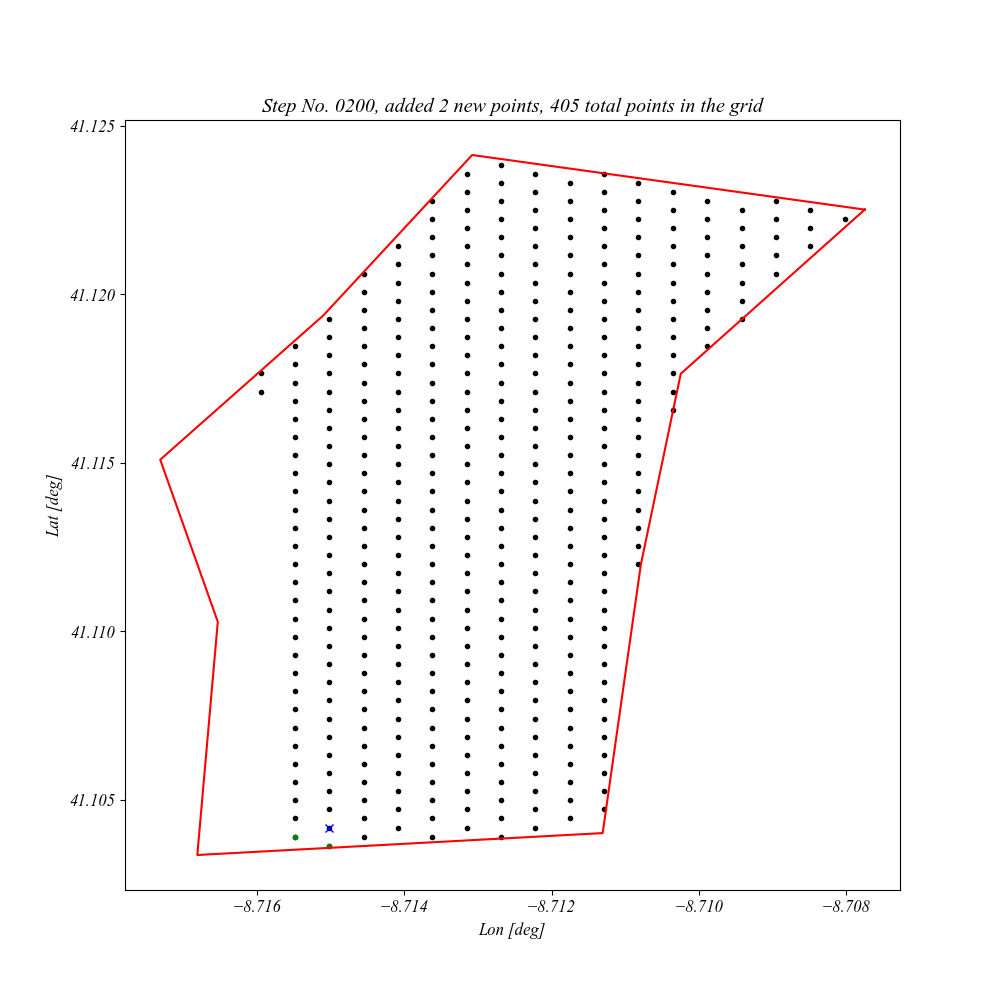 Step No. 0200, added 2 new points, 405 total points in the grid
41.125
41.120
41.115
41.110
41.105
Lat [deg]
−8.716 −8.714 −8.712 −8.710 −8.708
Lon [deg]